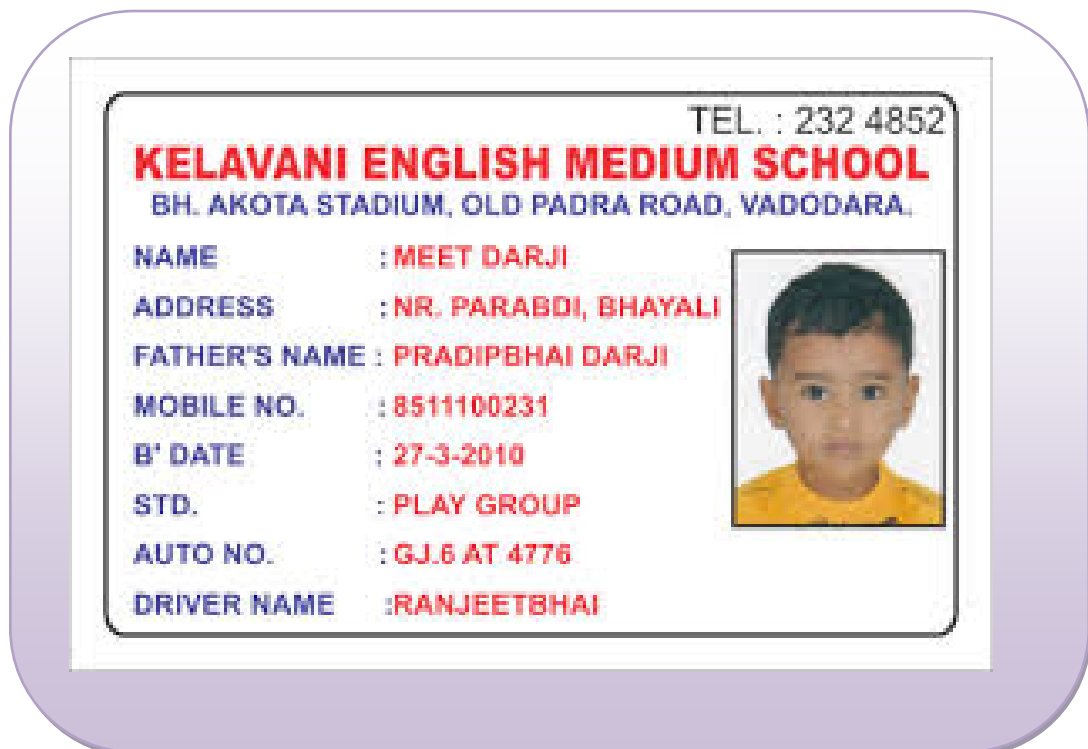 TEL. : 232 4852
KELAVANI ENGLISH MEDIUM SCHOOL
BH. AKOTA STADIUM, OLD PADRA ROAD, VADODARA.
NAME : MEET DARJI
ADDRESS : NR. PARABDI, BHAYALI
FATHER'S NAME : PRADIPBHAI DARJI
MOBILE NO. : 8511100231
B' DATE : 27-3-2010
STD. : PLAY GROUP
AUTO NO. : GJ.6 AT 4776
DRIVER NAME :RANJEETBHAI